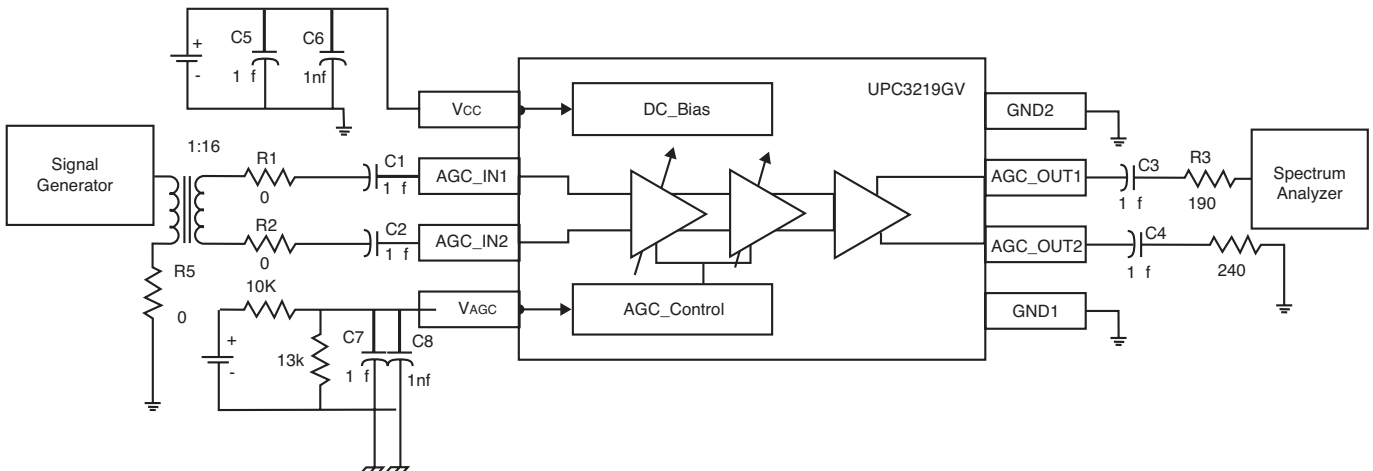 +
-
C5
1 f
C6
1nf
UPC3219GV
VCC
DC_Bias
GND2
Signal
Generator
1:16
R1
0
C1
1 f
AGC_IN1
AGC_OUT1
C3
1 f
R3
190
Spectrum
Analyzer
R2
0
C2
1 f
AGC_IN2
AGC_OUT2
C4
1 f
240
R5
0
10K
VAGC
AGC_Control
GND1
+
-
13k
C7
1 f
C8
1nf